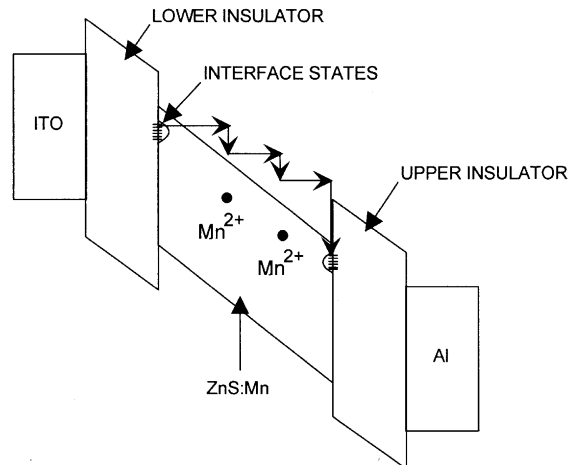 LOWER INSULATOR
INTERFACE STATES
ITO
UPPER INSULATOR
Mn2+
Mn2+
Al
ZnS:Mn